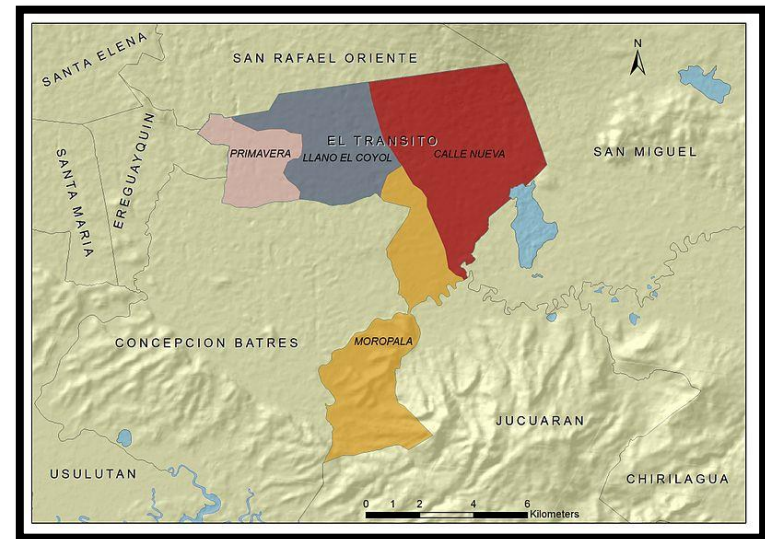 SANTA ELENA
SAN RAFAEL ORIENTE
N
EREGUAYQUIN
SANTA MARIA
EL TRANSITO
PRIMAVERA
LLANO EL COYOL
CALLE NUEVA
SAN MIGUEL
CONCEPCION BATRES
MOROPALA
JUCUARAN
USULUTAN
CHIRILAGUA
0 1 2 4 6
Kilometers